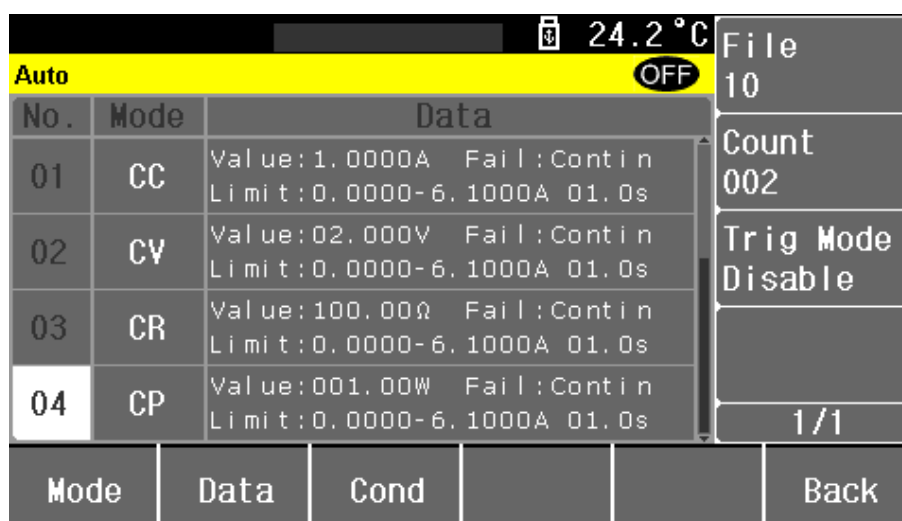 24.2°C
Auto OFF
No. Mode Data
01 CC Value:1.0000A Fail:Contin
Limit:0.0000-6.1000A 01.0s
02 CV Value:02.000V Fail:Contin
Limit:0.0000-6.1000A 01.0s
03 CR Value:100.00Ω Fail:Contin
Limit:0.0000-6.1000A 01.0s
04 CP Value:001.00W Fail:Contin
Limit:0.0000-6.1000A 01.0s
File
10
Count
002
Trig Mode
Disable
1/1
Mode Data Cond Back